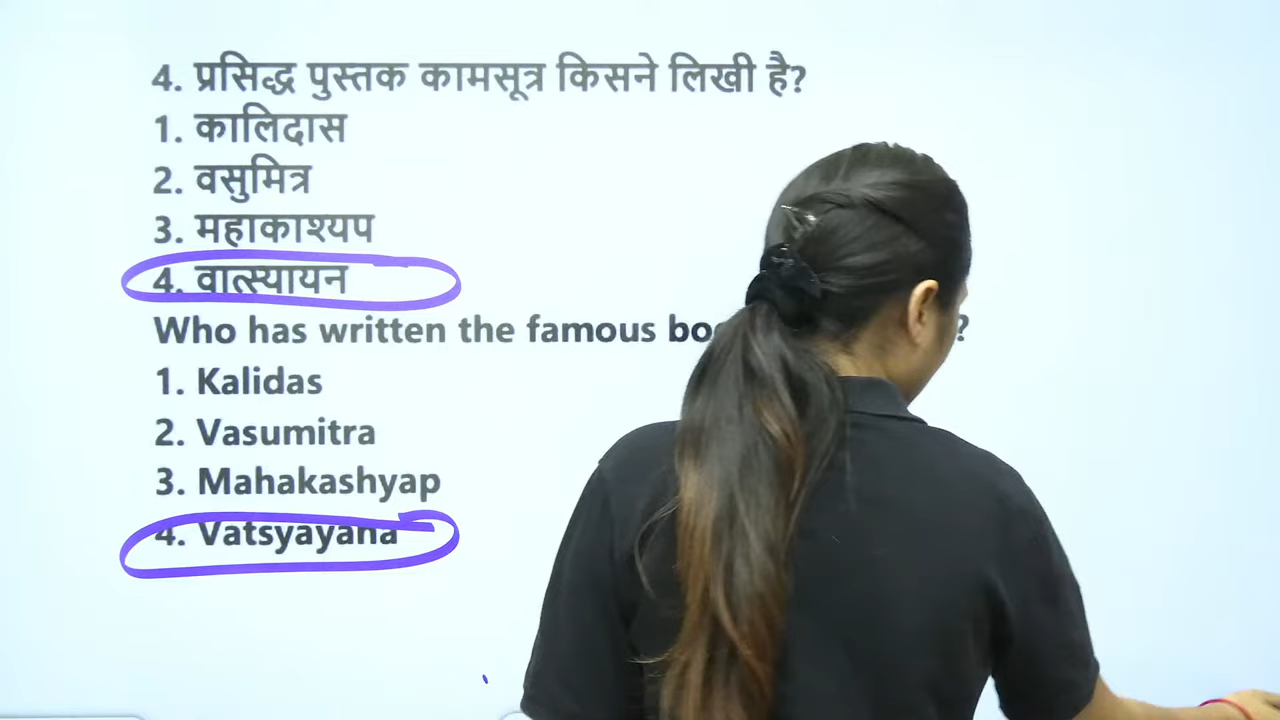 4. प्रसिद्ध पुस्तक कामसूत्र किसने लिखी है?
1. कालिदास
2. वसुमित्र
3. महाकाश्यप
4. वात्स्यायन
Who has written the famous ?
1. Kalidas
2. Vasumitra
3. Mahakashyap
4. Vatsyayana